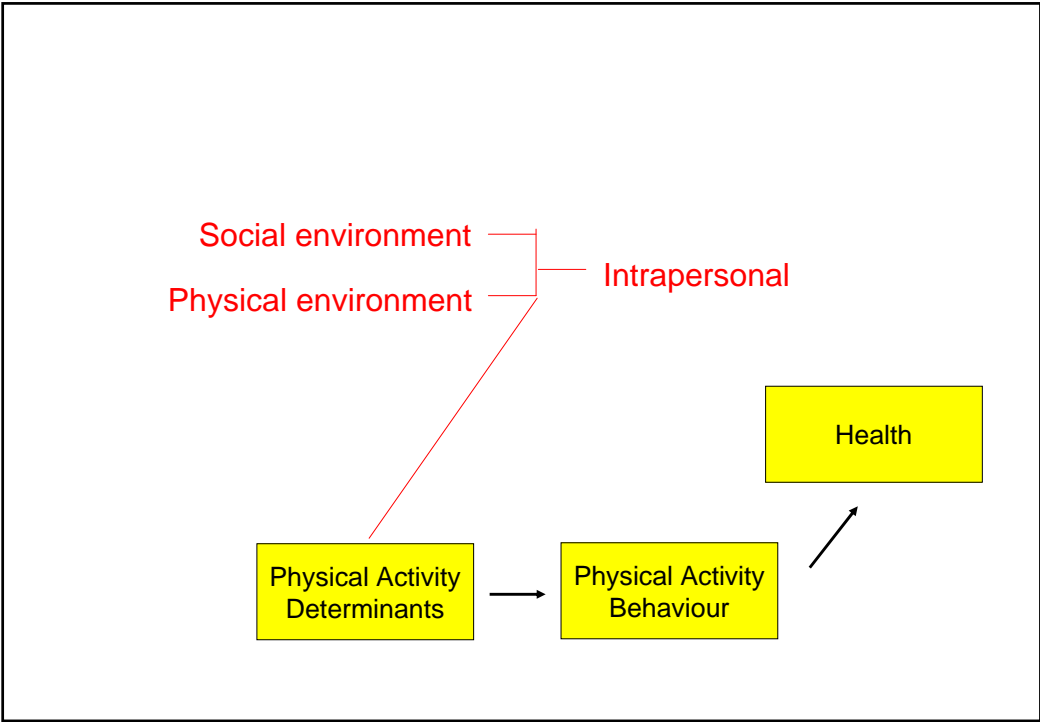 Social environment
Intrapersonal
Physical environment
Health
Physical Activity
Determinants
Physical Activity
Behaviour